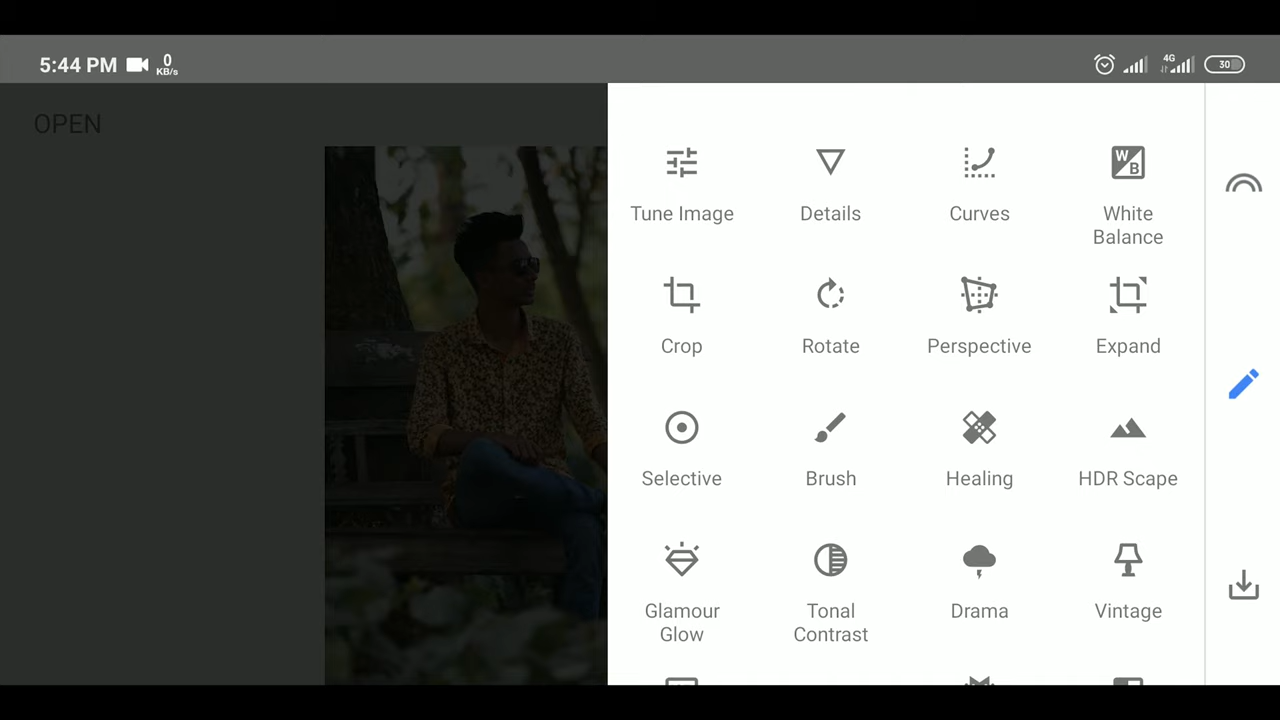 5:44 PM 0 KB/s 4G 30
OPEN
Tune Image Details Curves White Balance
Crop Rotate Perspective Expand
Selective Brush Healing HDR Scape
Glamour Glow Tonal Contrast Drama Vintage
W B